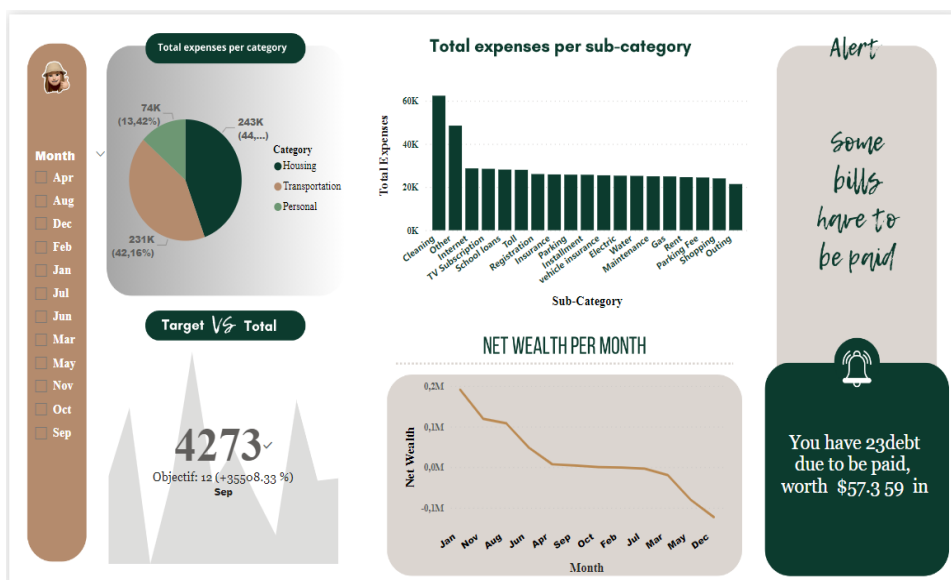 Total expenses per category
74K
(13,42%)
243K
(44,...)
231K
(42,16%)
Category
Housing
Transportation
Personal
Month
Apr
Aug
Dec
Feb
Jan
Jul
Jun
Mar
May
Nov
Oct
Sep
Target VS Total
4273
Objectif: 12 (+35508.33 %)
Sep
Total expenses per sub-category
Total Expenses
60K
40K
20K
0K
Cleaning
Other
Internet
TV Subscription
School loans
Toll
Registration
Insurance
Parking
Installment
vehicle insurance
Electric
Water
Maintenance
Gas
Rent
Parking Fee
Shopping
Outing
Sub-Category
NET WEALTH PER MONTH
Net Wealth
0,2M
0,1M
0,0M
-0,1M
Jan
Nov
Aug
Jun
Apr
Sep
Oct
Feb
Jul
Mar
May
Dec
Month
Alert
Some
bills
have to
be paid
You have 23debt
due to be paid,
worth $57.3 59 in